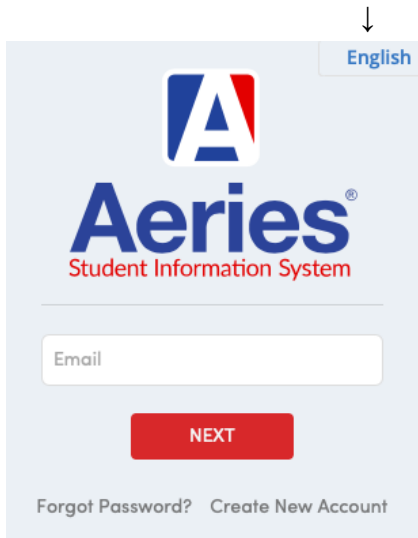 ↓
English
A
Aeries®
Student Information System
Email
NEXT
Forgot Password? Create New Account